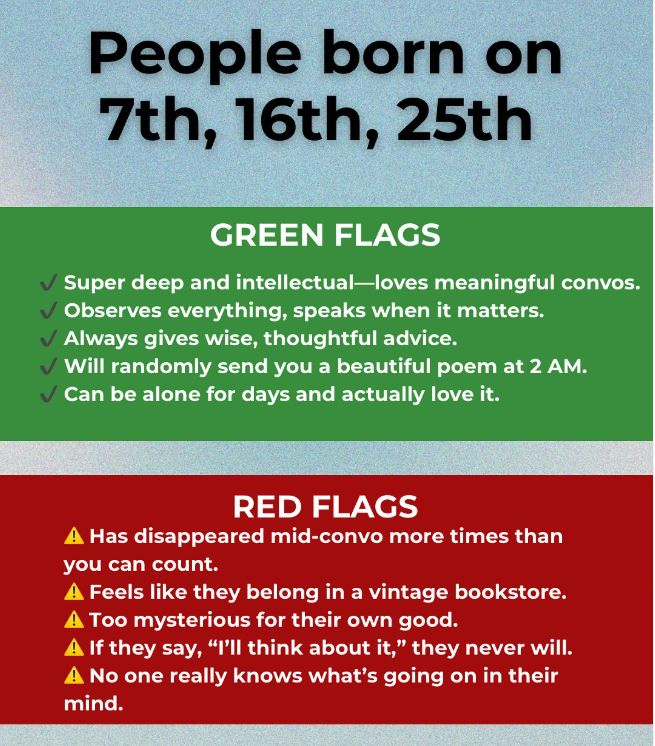 People born on
7th, 16th, 25th
GREEN FLAGS
✓ Super deep and intellectual—loves meaningful convos.
✓ Observes everything, speaks when it matters.
✓ Always gives wise, thoughtful advice.
✓ Will randomly send you a beautiful poem at 2 AM.
✓ Can be alone for days and actually love it.
RED FLAGS
⚠️ Has disappeared mid-convo more times than
you can count.
⚠️ Feels like they belong in a vintage bookstore.
⚠️ Too mysterious for their own good.
⚠️ If they say, “I’ll think about it,” they never will.
⚠️ No one really knows what’s going on in their
mind.